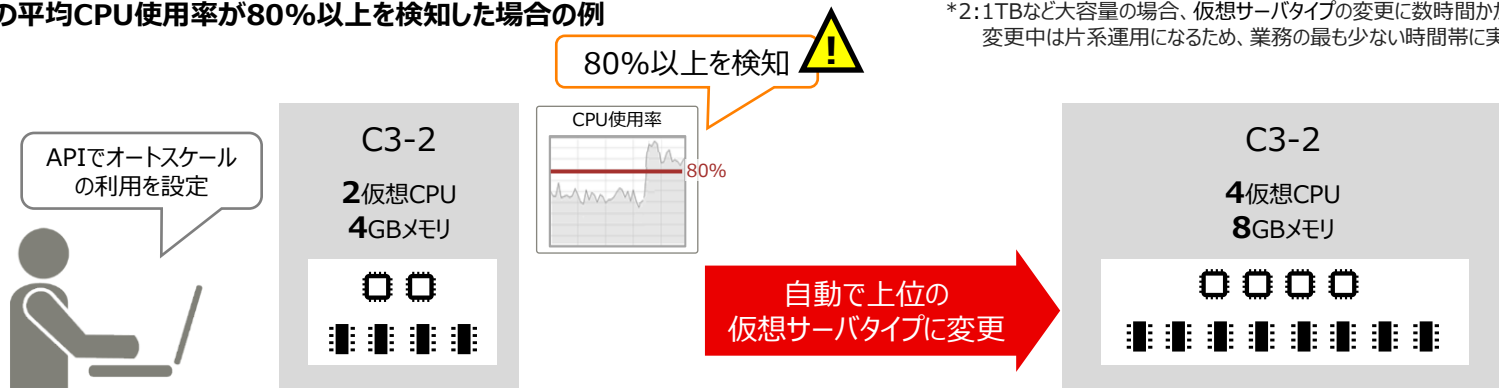 の平均CPU使用率が80%以上を検知した場合の例
*2:1TBなど大容量の場合、仮想サーバタイプの変更に数時間か
変更中は片系運用になるため、業務の最も少ない時間帯に実
80%以上を検知
!
APIでオートスケール
の利用を設定
C3-2
2仮想CPU
4GBメモリ
CPU使用率
80%
自動で上位の
仮想サーバタイプに変更
C3-2
4仮想CPU
8GBメモリ